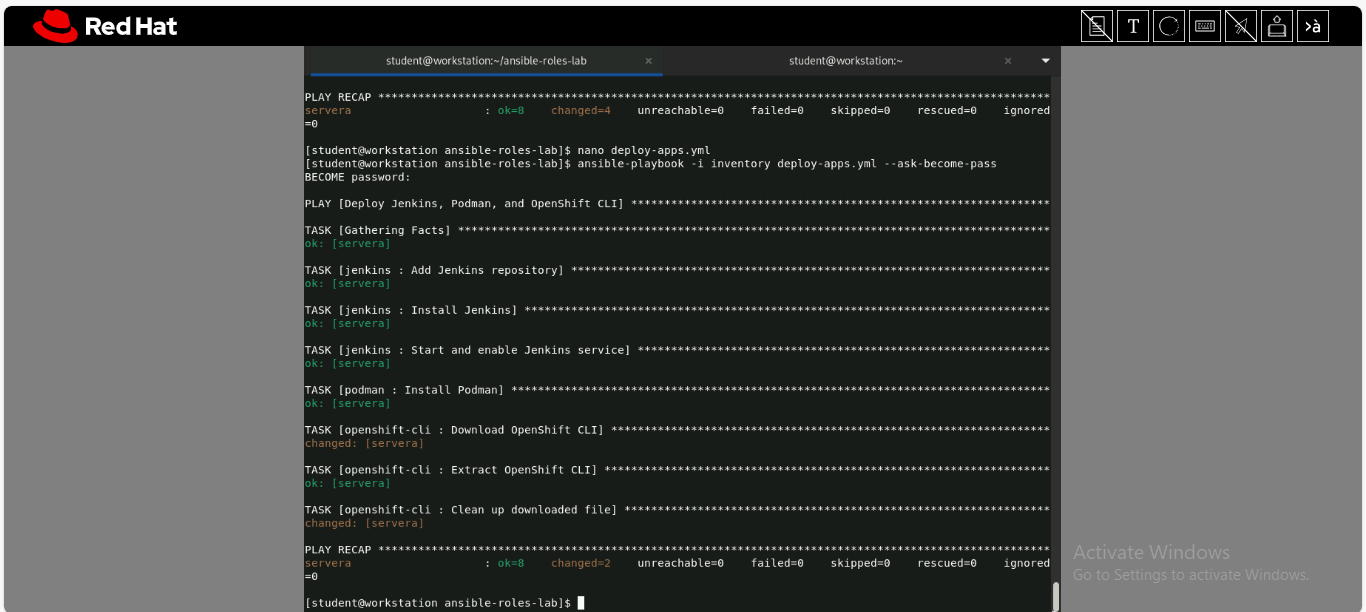 Red Hat
T
>à
student@workstation:~/ansible-roles-lab ×
student@workstation:~ ×
PLAY RECAP *****************************************************************************************************
servera : ok=8 changed=4 unreachable=0 failed=0 skipped=0 rescued=0 ignored
=0
[student@workstation ansible-roles-lab]$ nano deploy-apps.yml
[student@workstation ansible-roles-lab]$ ansible-playbook -i inventory deploy-apps.yml --ask-become-pass
BECOME password:
PLAY [Deploy Jenkins, Podman, and OpenShift CLI] ***************************************************************
TASK [Gathering Facts] *****************************************************************************************
ok: [servera]
TASK [jenkins : Add Jenkins repository] ************************************************************************
ok: [servera]
TASK [jenkins : Install Jenkins] *******************************************************************************
ok: [servera]
TASK [jenkins : Start and enable Jenkins service] **************************************************************
ok: [servera]
TASK [podman : Install Podman] *********************************************************************************
ok: [servera]
TASK [openshift-cli : Download OpenShift CLI] ******************************************************************
changed: [servera]
TASK [openshift-cli : Extract OpenShift CLI] *******************************************************************
ok: [servera]
TASK [openshift-cli : Clean up downloaded file] ****************************************************************
changed: [servera]
PLAY RECAP *****************************************************************************************************
servera : ok=8 changed=2 unreachable=0 failed=0 skipped=0 rescued=0 ignored
=0
[student@workstation ansible-roles-lab]$
Activate Windows
Go to Settings to activate Windows.